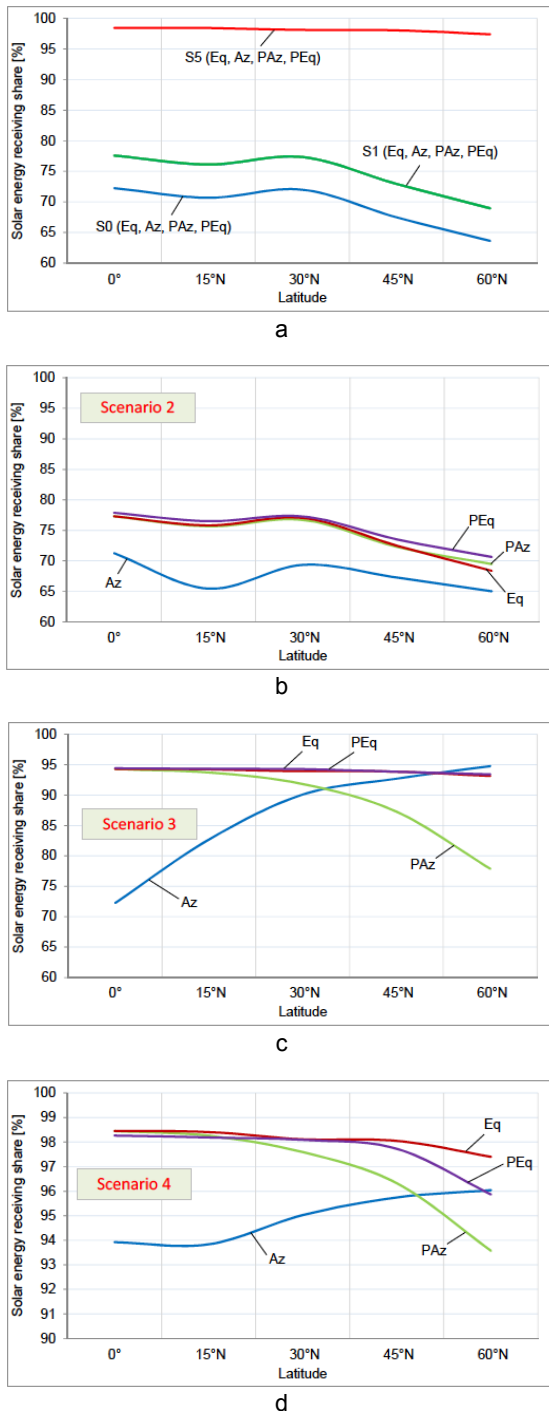 Solar energy receiving share [%]
100
95
90
85
80
75
70
65
60
S5 (Eq, Az, PAz, PEq)
S1 (Eq, Az, PAz, PEq)
S0 (Eq, Az, PAz, PEq)
0° 15°N 30°N 45°N 60°N
Latitude
a
Solar energy receiving share [%]
100
95
90
85
80
75
70
65
60
Scenario 2
PEq
PAz
Az
Eq
0° 15°N 30°N 45°N 60°N
Latitude
b
Solar energy receiving share [%]
100
95
90
85
80
75
70
65
60
Eq PEq
Scenario 3
PAz
Az
0° 15°N 30°N 45°N 60°N
Latitude
c
Solar energy receiving share [%]
100
99
98
97
96
95
94
93
92
91
90
Eq
PEq
Scenario 4
Az
PAz
0° 15°N 30°N 45°N 60°N
Latitude
d